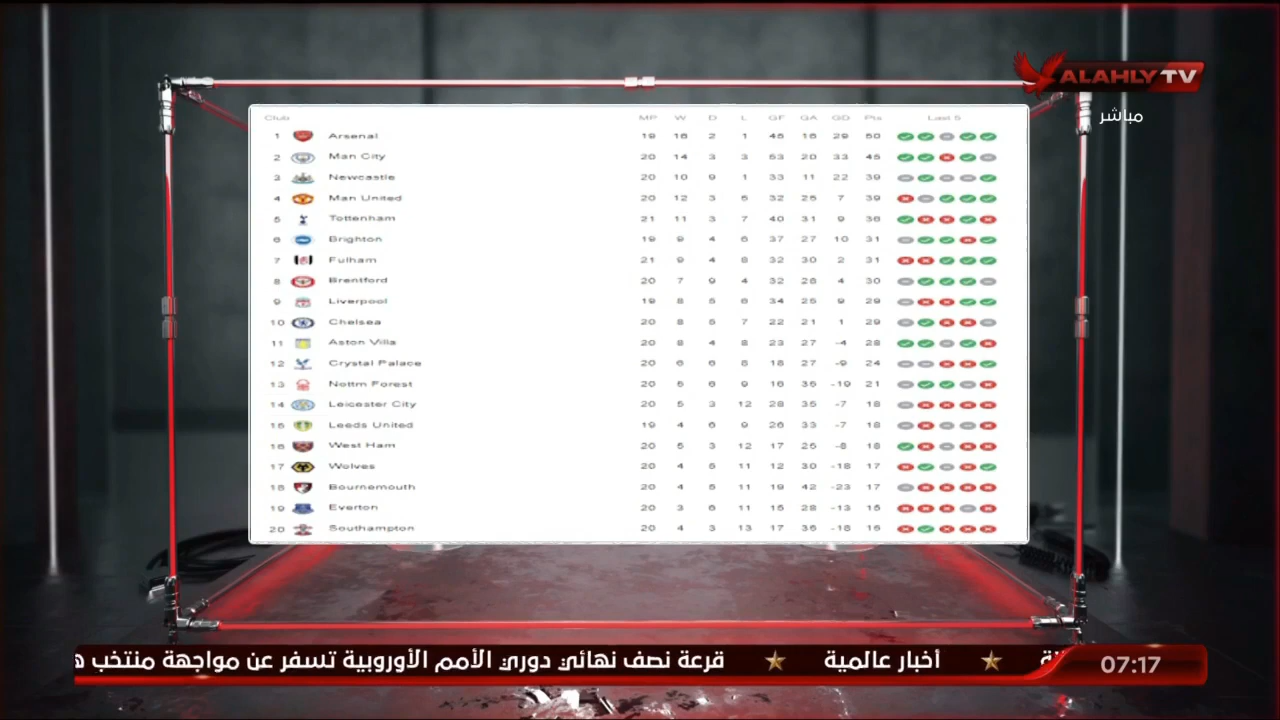 ALAHLY TV
مباشر
Club MP W D L GF GA GD Pts Last 5
1 Arsenal 19 16 2 1 45 16 29 50
2 Man City 20 14 3 3 53 20 33 45
3 Newcastle 20 10 9 1 33 11 22 39
4 Man United 20 12 3 5 32 25 7 39
5 Tottenham 21 11 3 7 40 31 9 36
6 Brighton 19 9 4 6 37 27 10 31
7 Fulham 21 9 4 8 32 30 2 31
8 Brentford 20 7 9 4 32 28 4 30
9 Liverpool 19 8 5 6 34 25 9 29
10 Chelsea 20 8 5 7 22 21 1 29
11 Aston Villa 20 8 4 8 23 27 -4 28
12 Crystal Palace 20 6 6 8 18 27 -9 24
13 Nottm Forest 20 5 6 9 16 35 -19 21
14 Leicester City 20 5 3 12 28 35 -7 18
15 Leeds United 19 4 6 9 26 33 -7 18
16 West Ham 20 5 3 12 17 25 -8 18
17 Wolves 20 4 5 11 12 30 -18 17
18 Bournemouth 20 4 5 11 19 42 -23 17
19 Everton 20 3 6 11 15 28 -13 15
20 Southampton 20 4 3 13 17 35 -18 15
أخبار عالمية ★ قرعة نصف نهائي دوري الأمم الأوروبية تسفر عن مواجهة منتخب
07:17